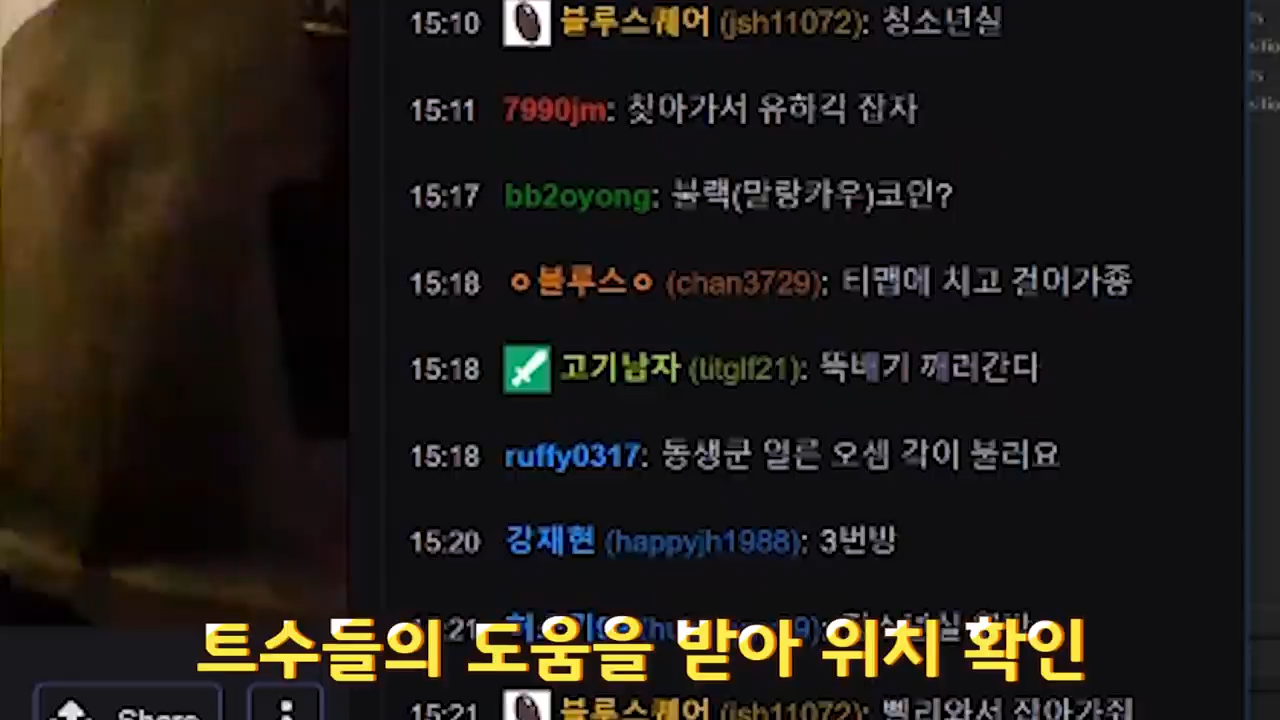 15:10 블루스퀘어 (jsh11072): 청소년실
15:11 7990jm: 칮아가서 유하긱 잡자
15:17 bb2oyong: 블랙(말랑카우)코인?
15:18 ㅇ블루스ㅇ (chan3729): 티맵에 치고 걸어가죵
15:18 고기남자 (litglf21): 뚝배기 깨러간다
15:18 ruffy0317: 동생쿤 얼른 오셈 각이 불러요
15:20 강재현 (happyjh1988): 3번방
트수들의 도움을 받아 위치 확인
Share
15:21 블루스퀘어 (jsh11072): 삘리와서 잡아가줘